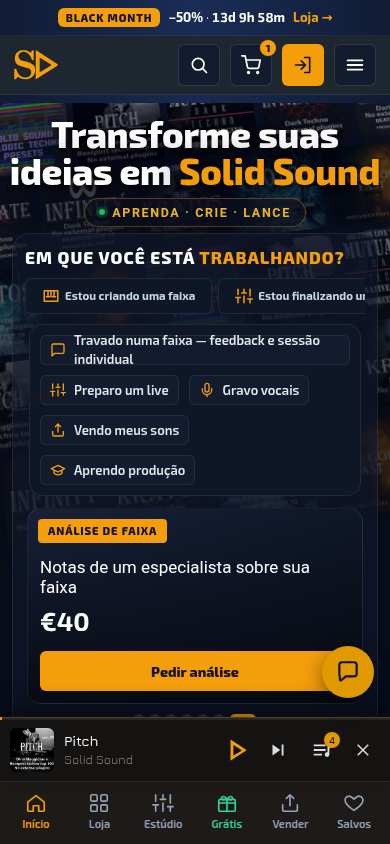 BLACK MONTH −50% · 13d 9h 58m Loja →
SD
1
Transforme suas
ideias em Solid Sound
APRENDA · CRIE · LANCE
EM QUE VOCÊ ESTÁ TRABALHANDO?
Estou criando uma faixa
Estou finalizando
Travado numa faixa — feedback e sessão
individual
Preparo um live
Gravo vocais
Vendo meus sons
Aprendo produção
ANÁLISE DE FAIXA
Notas de um especialista sobre sua
faixa
€40
Pedir análise
PITCH
Pitch
Solid Sound
4
Início
Loja
Estúdio
Grátis
Vender
Salvos